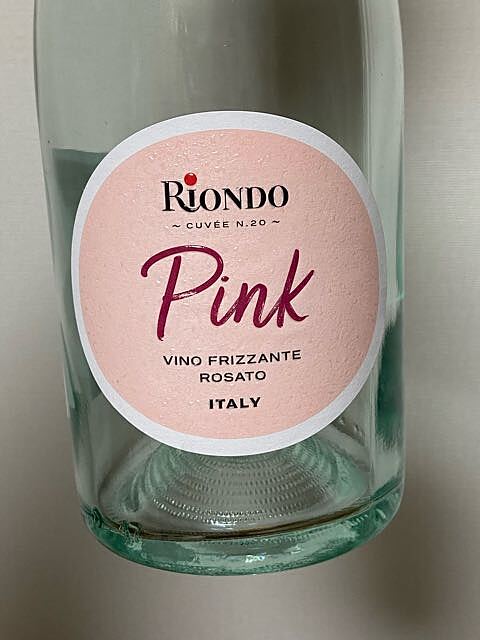 RIONDO
~ CUVÉE N.20 ~
Pink
VINO FRIZZANTE
ROSATO
ITALY